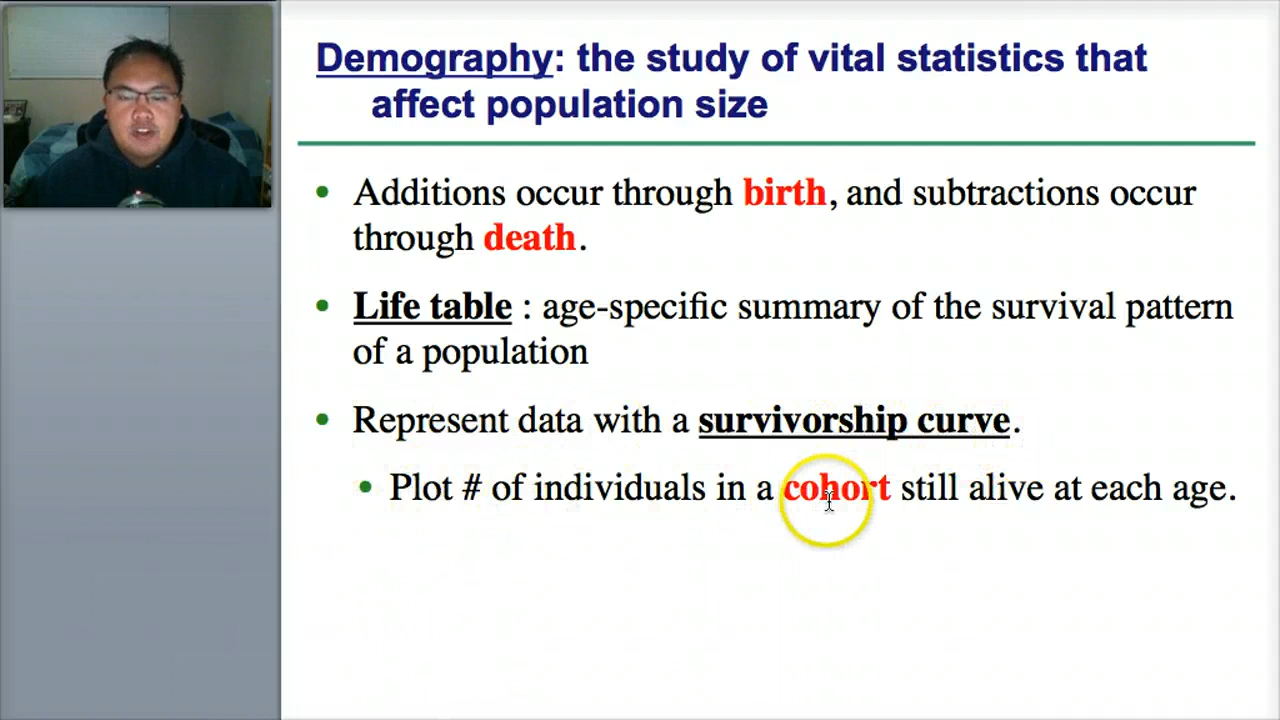 Demography: the study of vital statistics that
affect population size
• Additions occur through birth, and subtractions occur
through death.
• Life table : age-specific summary of the survival pattern
of a population
• Represent data with a survivorship curve.
• Plot # of individuals in a cohort still alive at each age.